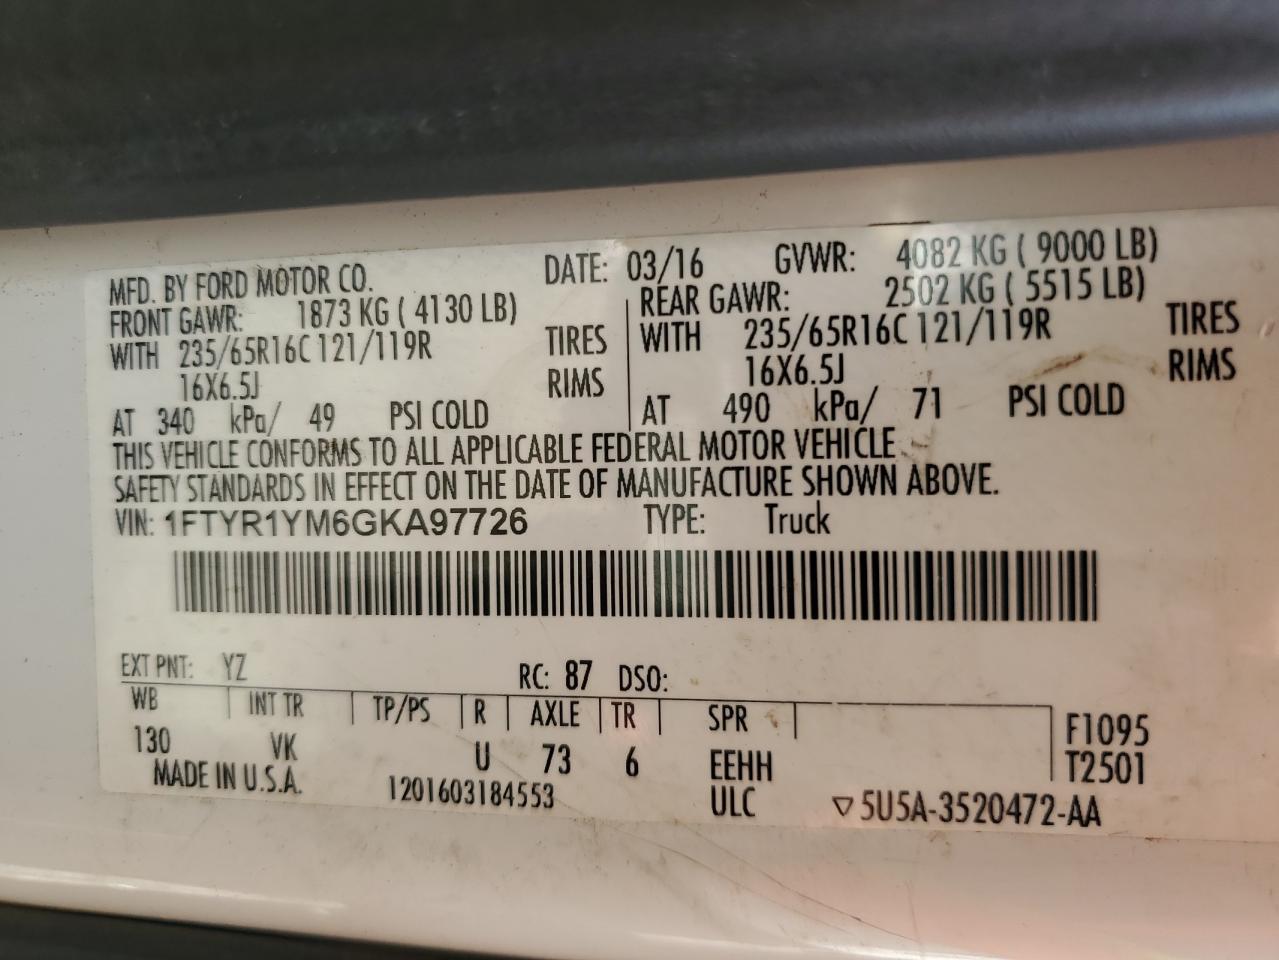 MFD. BY FORD MOTOR CO. DATE: 03/16 GVWR: 4082 KG ( 9000 LB)
FRONT GAWR: 1873 KG ( 4130 LB) REAR GAWR: 2502 KG ( 5515 LB)
WITH 235/65R16C 121/119R TIRES WITH 235/65R16C 121/119R TIRES
16X6.5J RIMS 16X6.5J RIMS
AT 340 kPa/ 49 PSI COLD AT 490 kPa/ 71 PSI COLD
THIS VEHICLE CONFORMS TO ALL APPLICABLE FEDERAL MOTOR VEHICLE
SAFETY STANDARDS IN EFFECT ON THE DATE OF MANUFACTURE SHOWN ABOVE.
VIN: 1FTYR1YM6GKA97726 TYPE: Truck
EXT PNT: YZ RC: 87 DSO:
WB INT TR TP/PS R AXLE TR SPR F1095
130 VK U 73 6 EEHH T2501
MADE IN U.S.A. 1201603184553 ULC ▽5U5A-3520472-AA